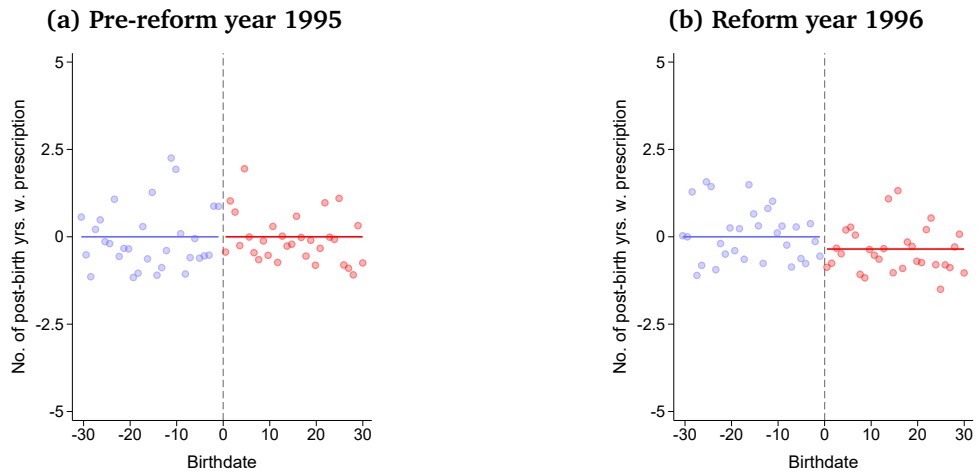 (a) Pre-reform year 1995
No. of post-birth yrs. w. prescription
5
2.5
0
-2.5
-5
-30 -20 -10 0 10 20 30
Birthdate
(b) Reform year 1996
No. of post-birth yrs. w. prescription
5
2.5
0
-2.5
-5
-30 -20 -10 0 10 20 30
Birthdate